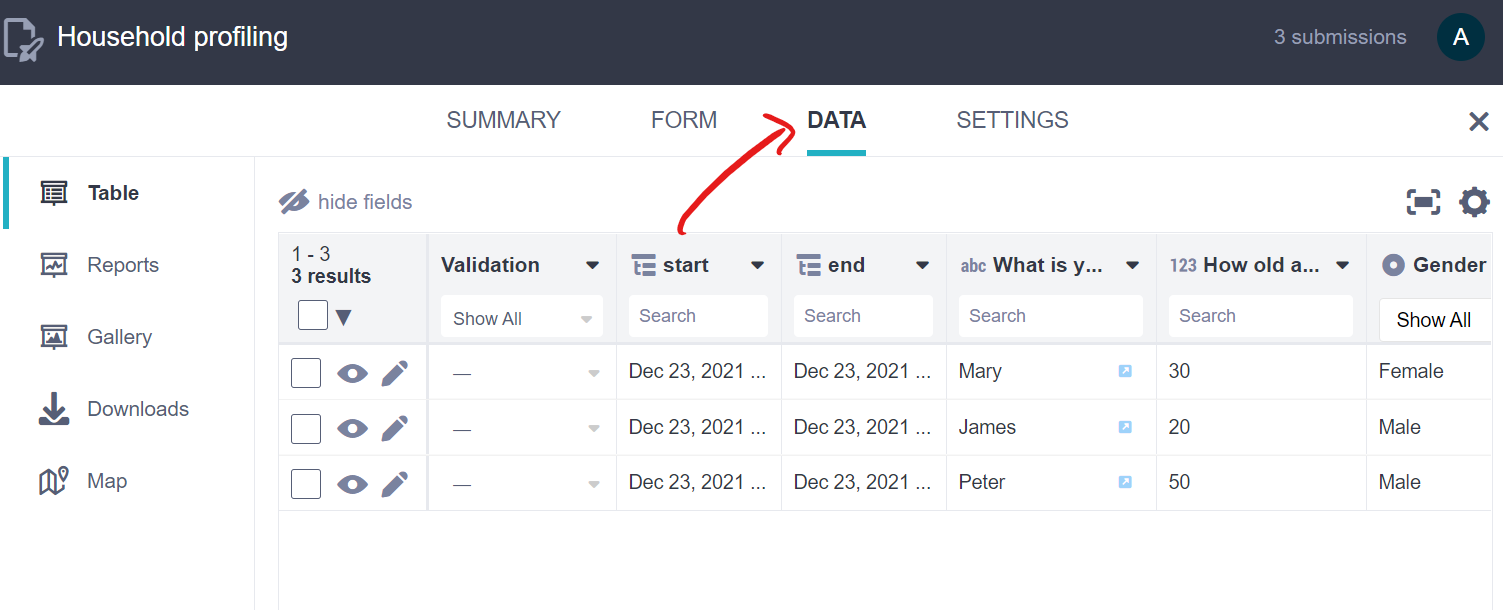 Household profiling
3 submissions
A
SUMMARY FORM DATA SETTINGS
Table
Reports
Gallery
Downloads
Map
hide fields
1 - 3
3 results
Validation start end abc What is y... 123 How old a... Gender
Show All Search Search Search Search Show All
— Dec 23, 2021 ... Dec 23, 2021 ... Mary 30 Female
— Dec 23, 2021 ... Dec 23, 2021 ... James 20 Male
— Dec 23, 2021 ... Dec 23, 2021 ... Peter 50 Male